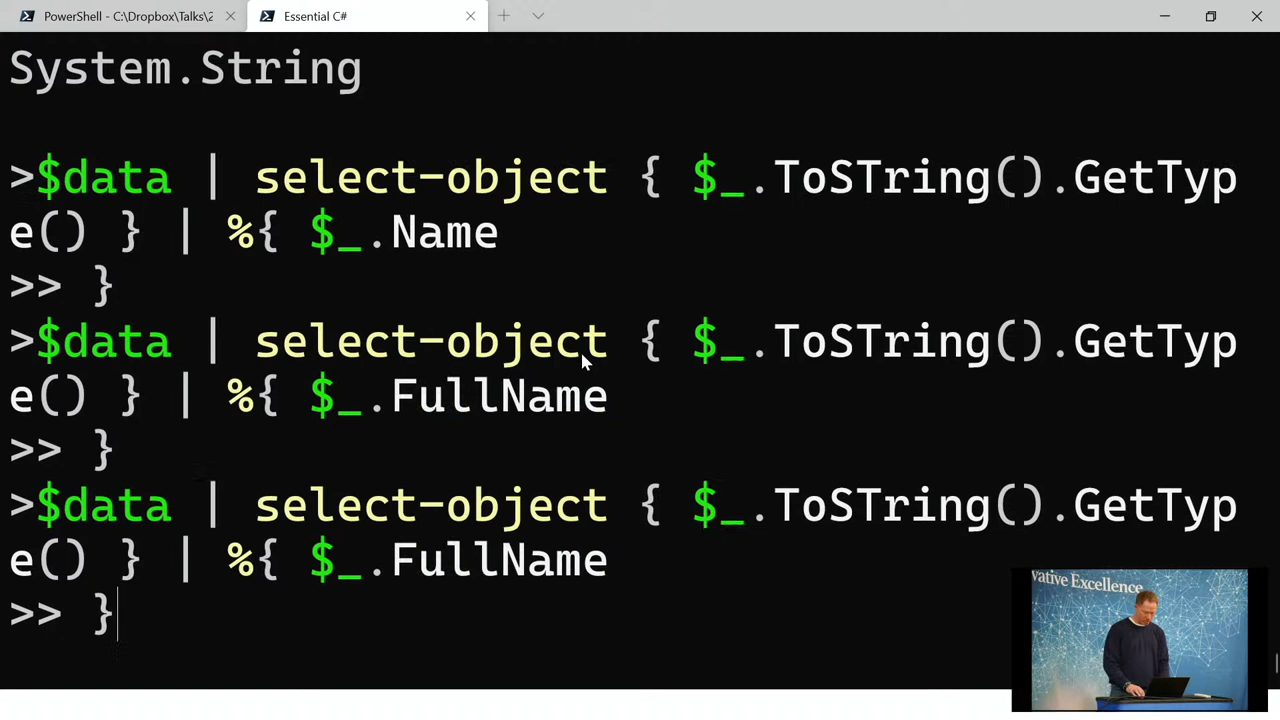 PowerShell - C:\Dropbox\Talks\2
Essential C#
System.String
>$data | select-object { $_.ToSTring().GetTyp
e() } | %{ $_.Name
>> }
>$data | select-object { $_.ToSTring().GetTyp
e() } | %{ $_.FullName
>> }
>$data | select-object { $_.ToSTring().GetTyp
e() } | %{ $_.FullName
>> }
vative Excellence